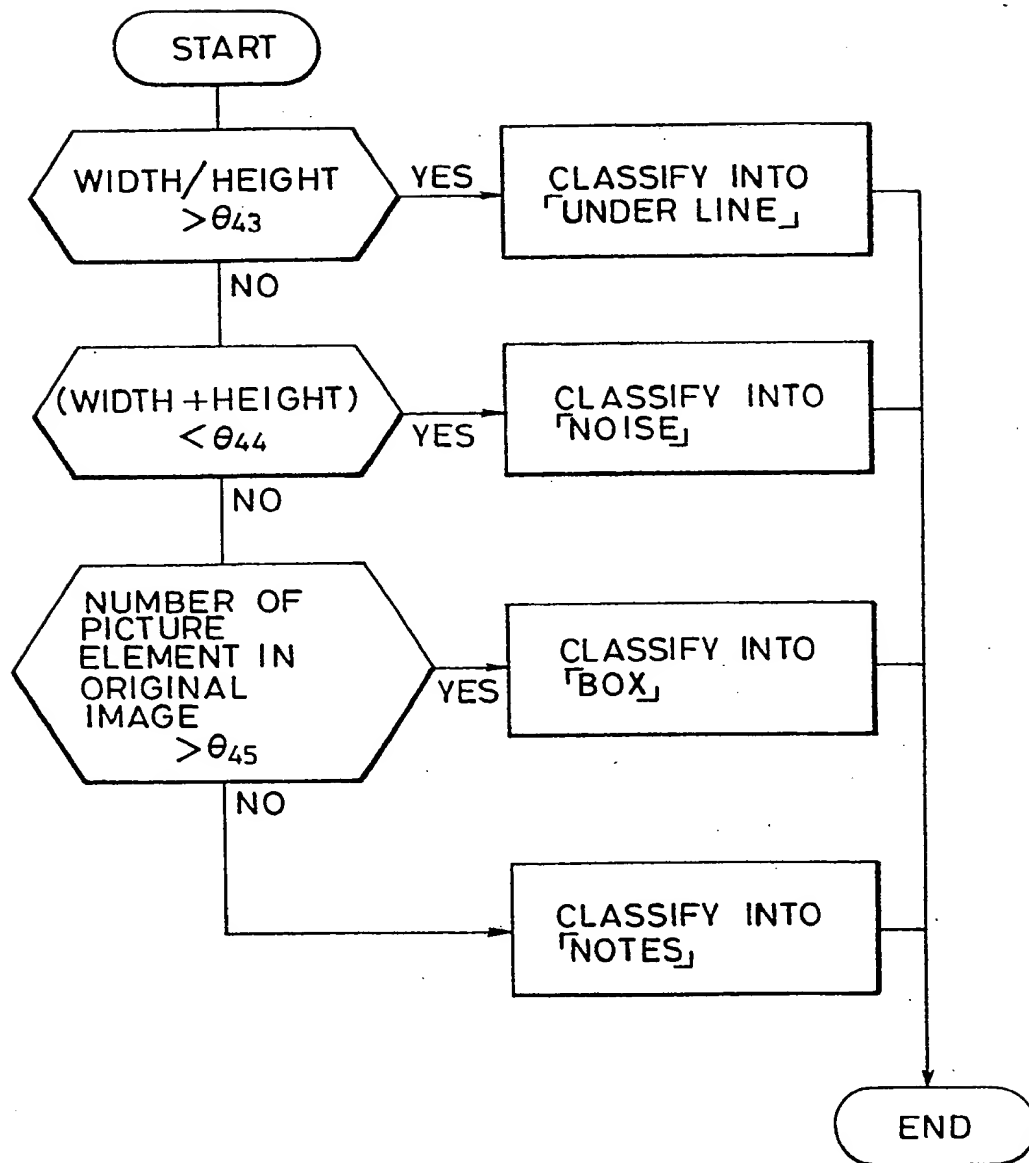 START
WIDTH/HEIGHT
>θ43
YES
CLASSIFY INTO
「UNDER LINE」
NO
(WIDTH+HEIGHT)
<θ44
YES
CLASSIFY INTO
「NOISE」
NO
NUMBER OF
PICTURE
ELEMENT IN
ORIGINAL
IMAGE
>θ45
YES
CLASSIFY INTO
「BOX」
NO
CLASSIFY INTO
「NOTES」
END